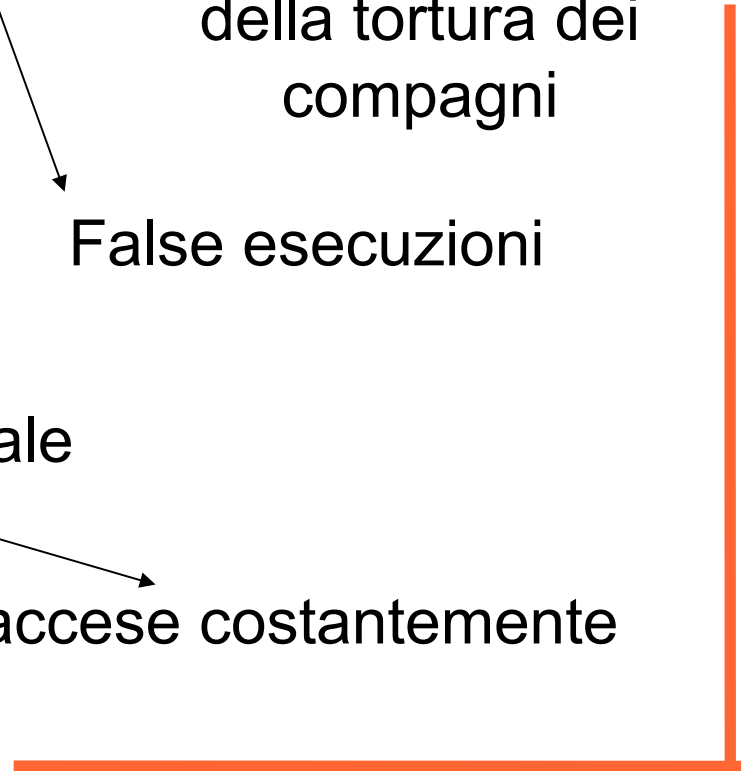 della tortura dei
compagni
False esecuzioni
ale
accese costantemente